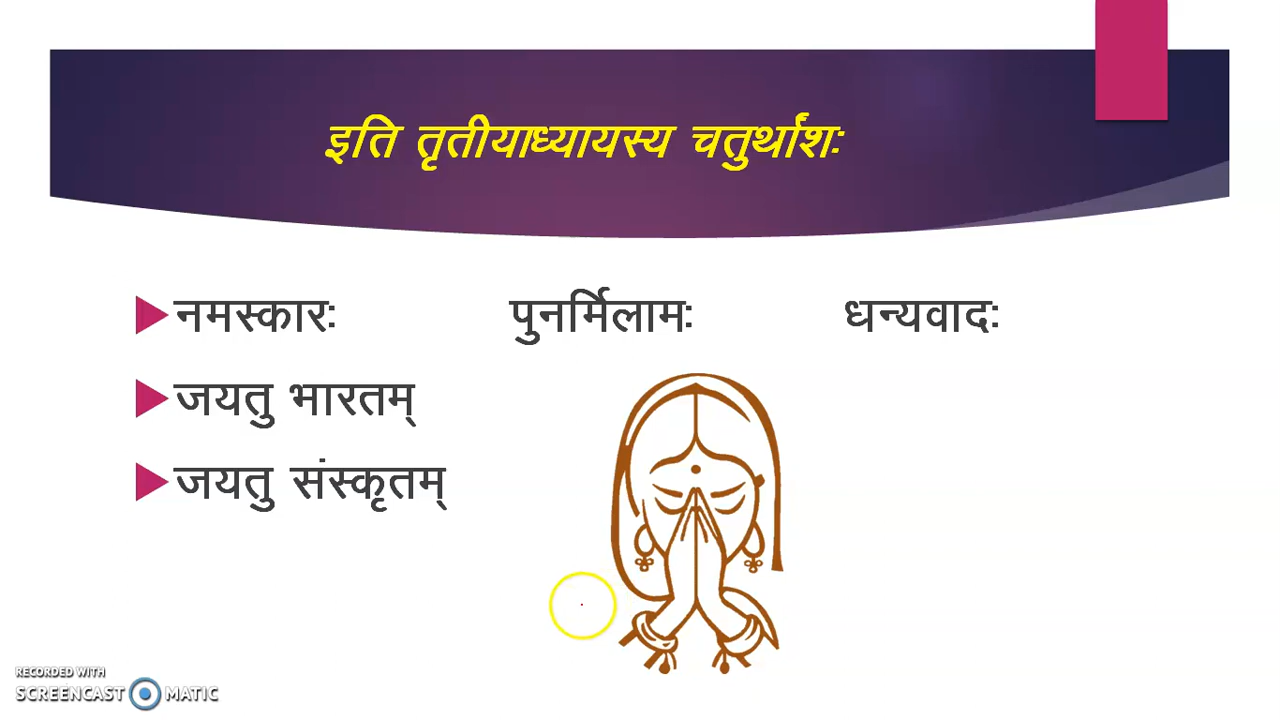 इति तृतीयाध्यायस्य चतुर्थांशः
नमस्कारः पुनर्मिलामः धन्यवादः
जयतु भारतम्
जयतु संस्कृतम्
RECORDED WITH
SCREENCAST MATIC